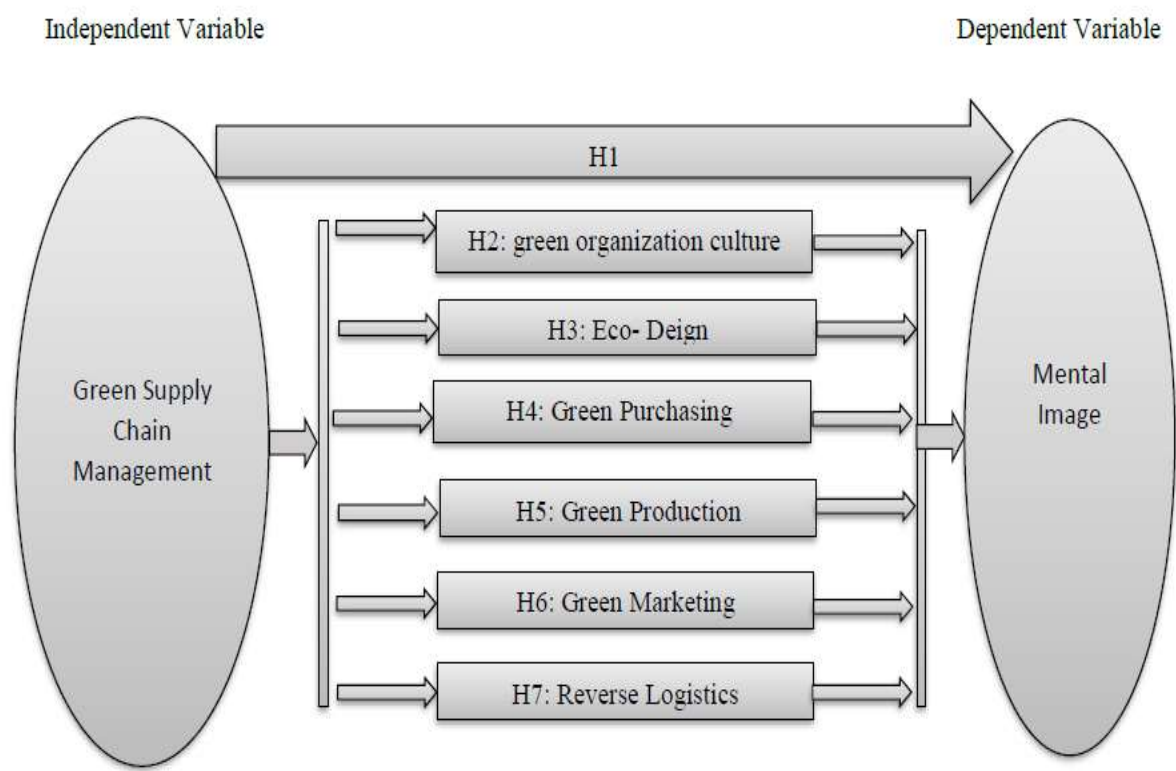 Independent Variable
Dependent Variable
H1
H2: green organization culture
H3: Eco- Deign
H4: Green Purchasing
H5: Green Production
H6: Green Marketing
H7: Reverse Logistics
Green Supply
Chain
Management
Mental
Image